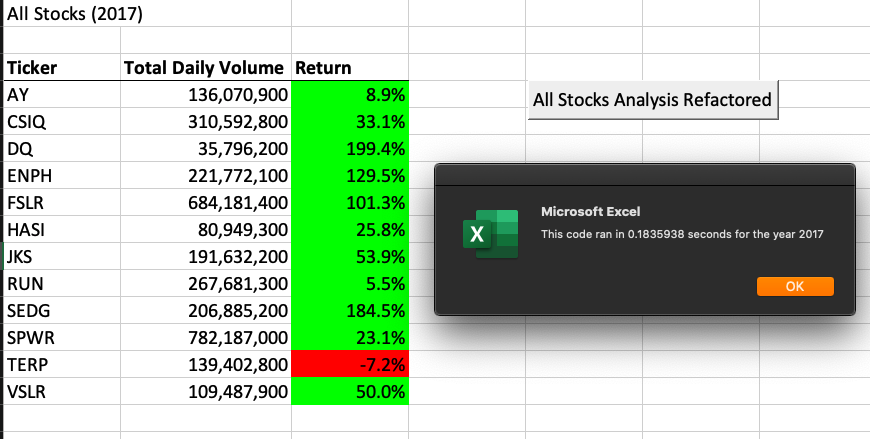 All Stocks (2017)
Ticker Total Daily Volume Return
AY 136,070,900 8.9%
All Stocks Analysis Refactored
CSIQ 310,592,800 33.1%
DQ 35,796,200 199.4%
ENPH 221,772,100 129.5%
FSLR 684,181,400 101.3%
HASI 80,949,300 25.8%
JKS 191,632,200 53.9%
RUN 267,681,300 5.5%
SEDG 206,885,200 184.5%
SPWR 782,187,000 23.1%
TERP 139,402,800 -7.2%
VSLR 109,487,900 50.0%
X
Microsoft Excel
This code ran in 0.1835938 seconds for the year 2017
OK